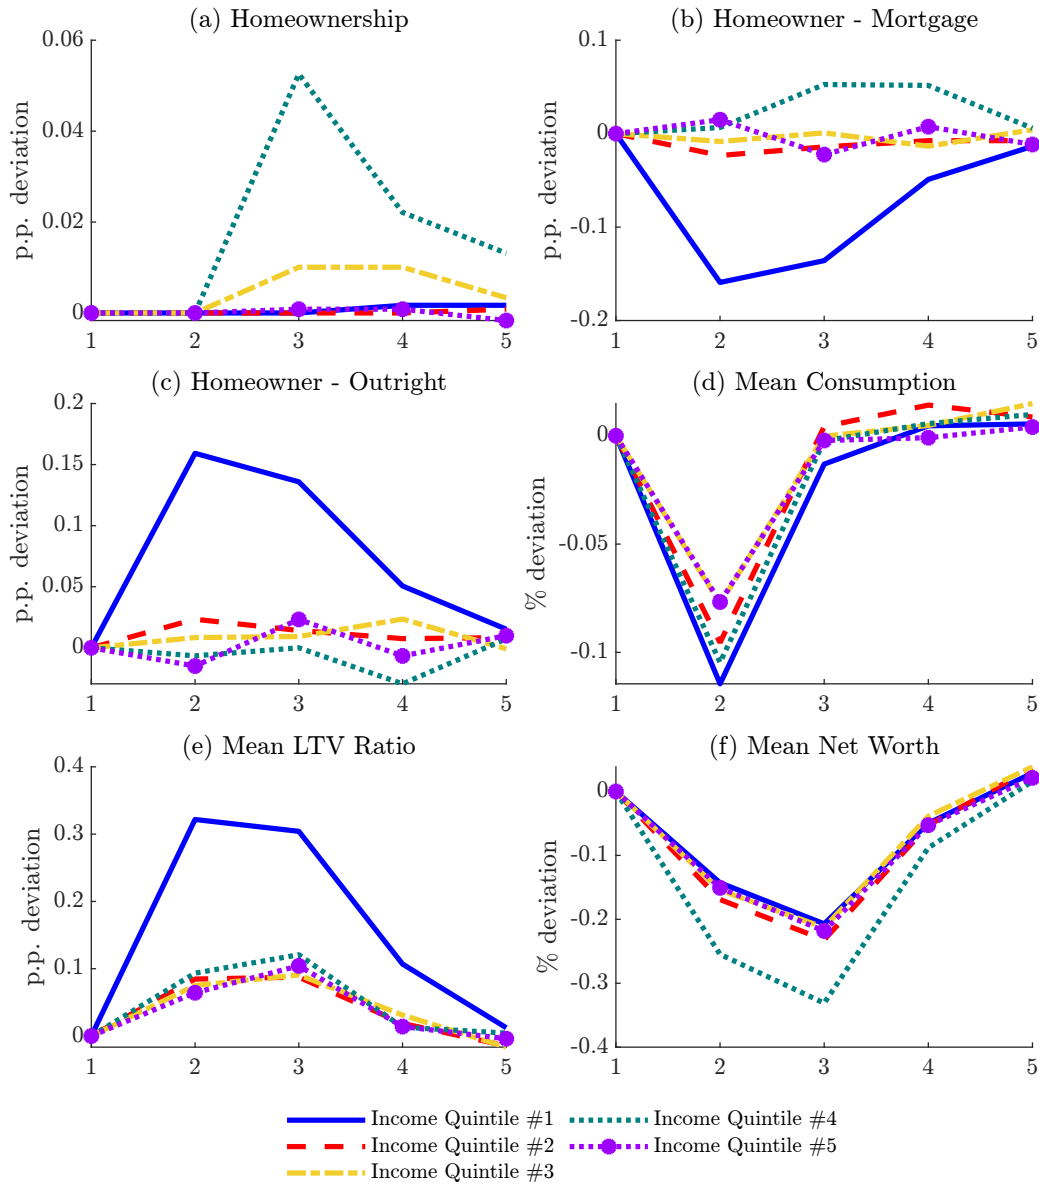 (a) Homeownership
p.p. deviation
0.06
0.04
0.02
0
1 2 3 4 5
(b) Homeowner - Mortgage
p.p. deviation
0.1
0
-0.1
-0.2
1 2 3 4 5
(c) Homeowner - Outright
p.p. deviation
0.2
0.15
0.1
0.05
0
1 2 3 4 5
(d) Mean Consumption
% deviation
0
-0.05
-0.1
1 2 3 4 5
(e) Mean LTV Ratio
p.p. deviation
0.4
0.3
0.2
0.1
0
1 2 3 4 5
(f) Mean Net Worth
% deviation
0
-0.1
-0.2
-0.3
-0.4
1 2 3 4 5
Income Quintile #1
Income Quintile #2
Income Quintile #3
Income Quintile #4
Income Quintile #5